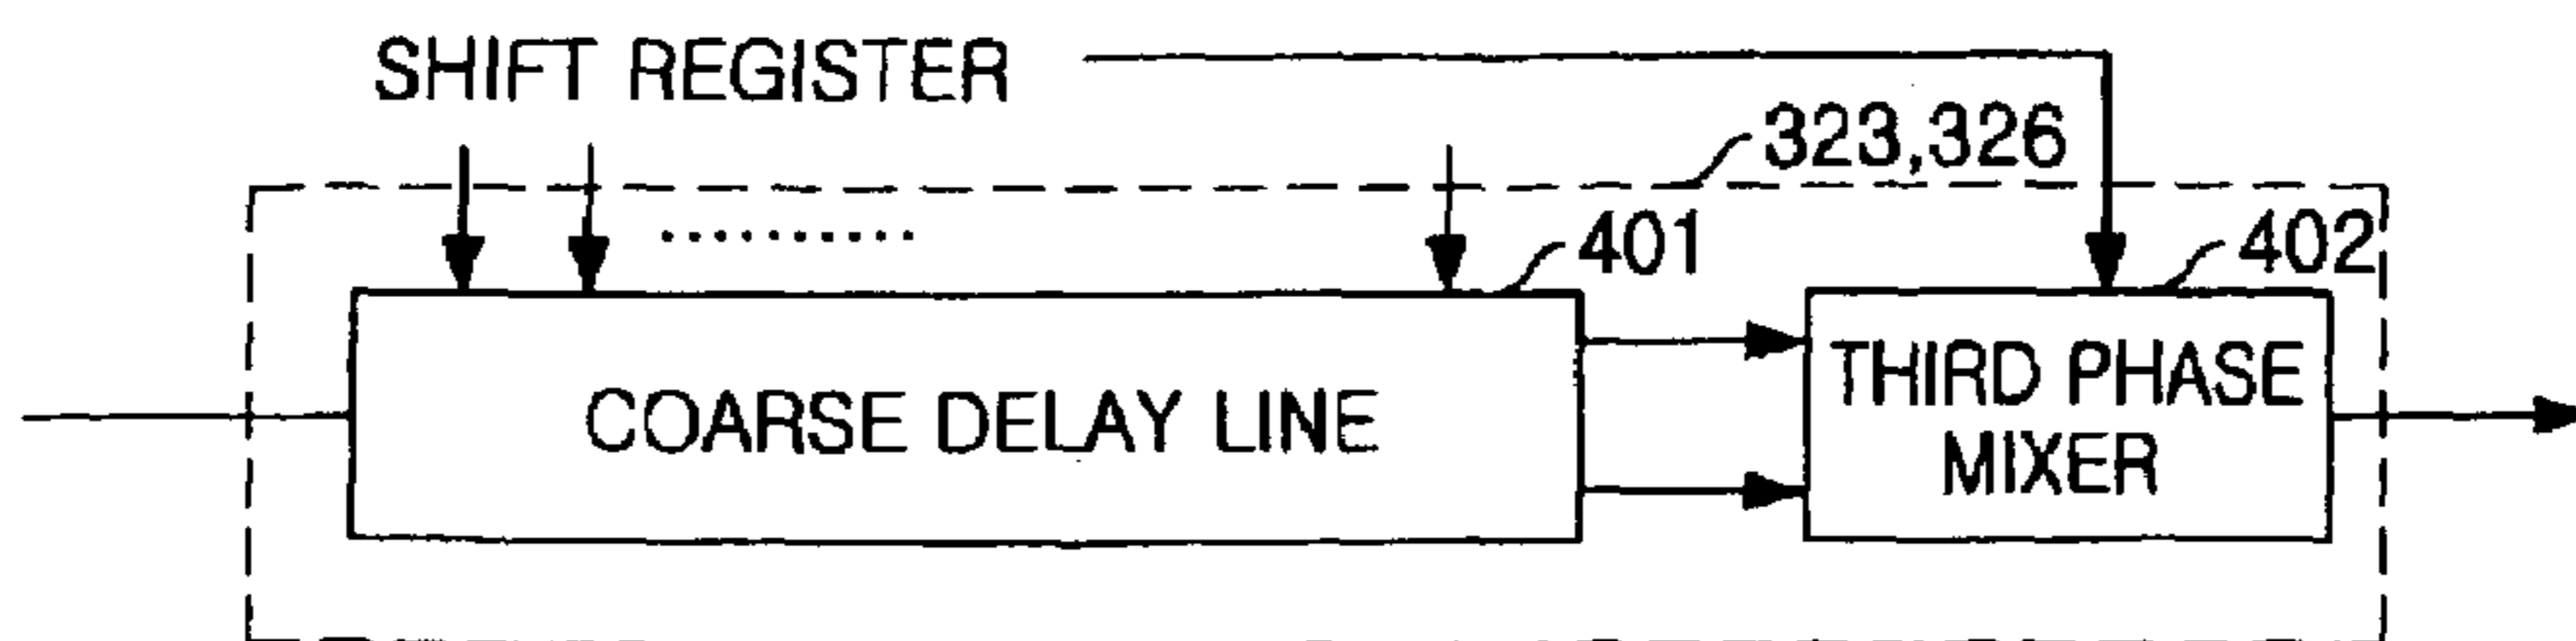 SHIFT REGISTER
323,326
..........
401
402
COARSE DELAY LINE
THIRD PHASE
MIXER